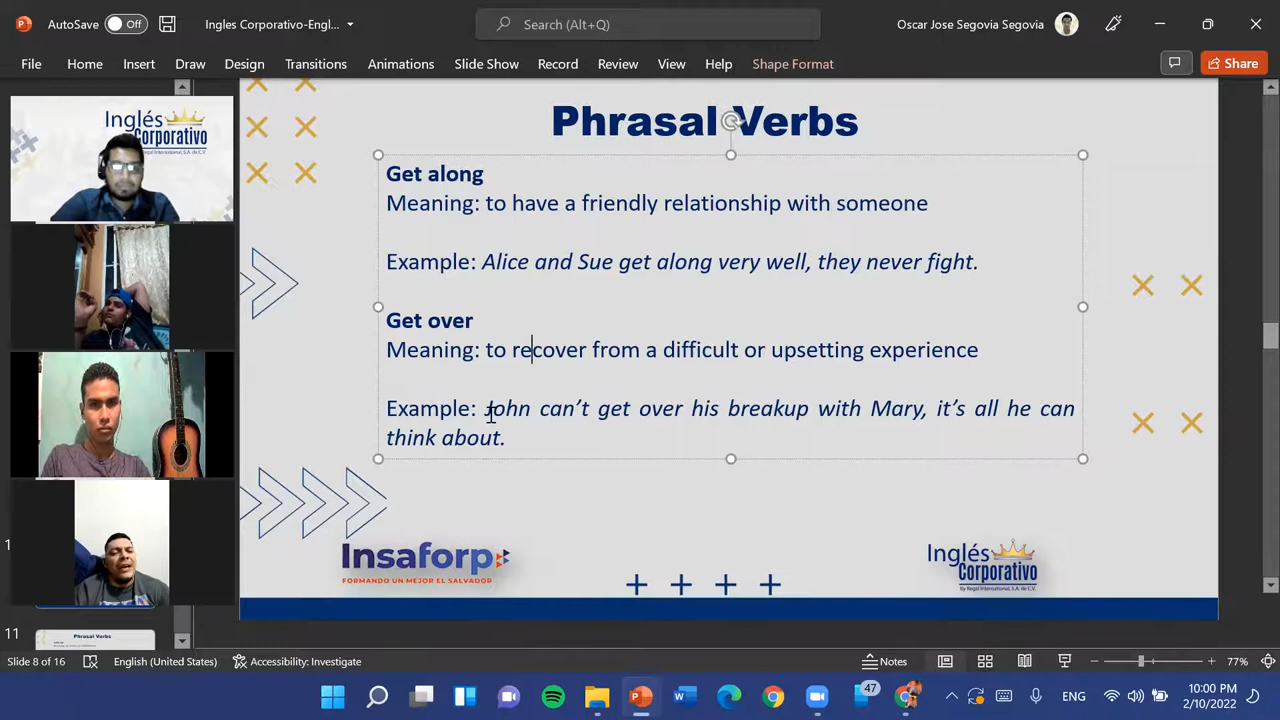 AutoSave Off Ingles Corporativo-Engl... Search (Alt+Q) Oscar Jose Segovia Segovia
File Home Insert Draw Design Transitions Animations Slide Show Record Review View Help Shape Format Share
Inglés
Corporativo
Phrasal Verbs
Get along
Meaning: to have a friendly relationship with someone
Example: Alice and Sue get along very well, they never fight.
Get over
Meaning: to recover from a difficult or upsetting experience
Example: John can't get over his breakup with Mary, it's all he can
think about.
Insaforp
FORMANDO UN MEJOR EL SALVADOR
Inglés
Corporativo
By Regal International, S.A. de C.V.
1
11
Phrasal Verbs
Slide 8 of 16 English (United States) Accessibility: Investigate Notes 77%
47 ENG 10:00 PM
2/10/2022